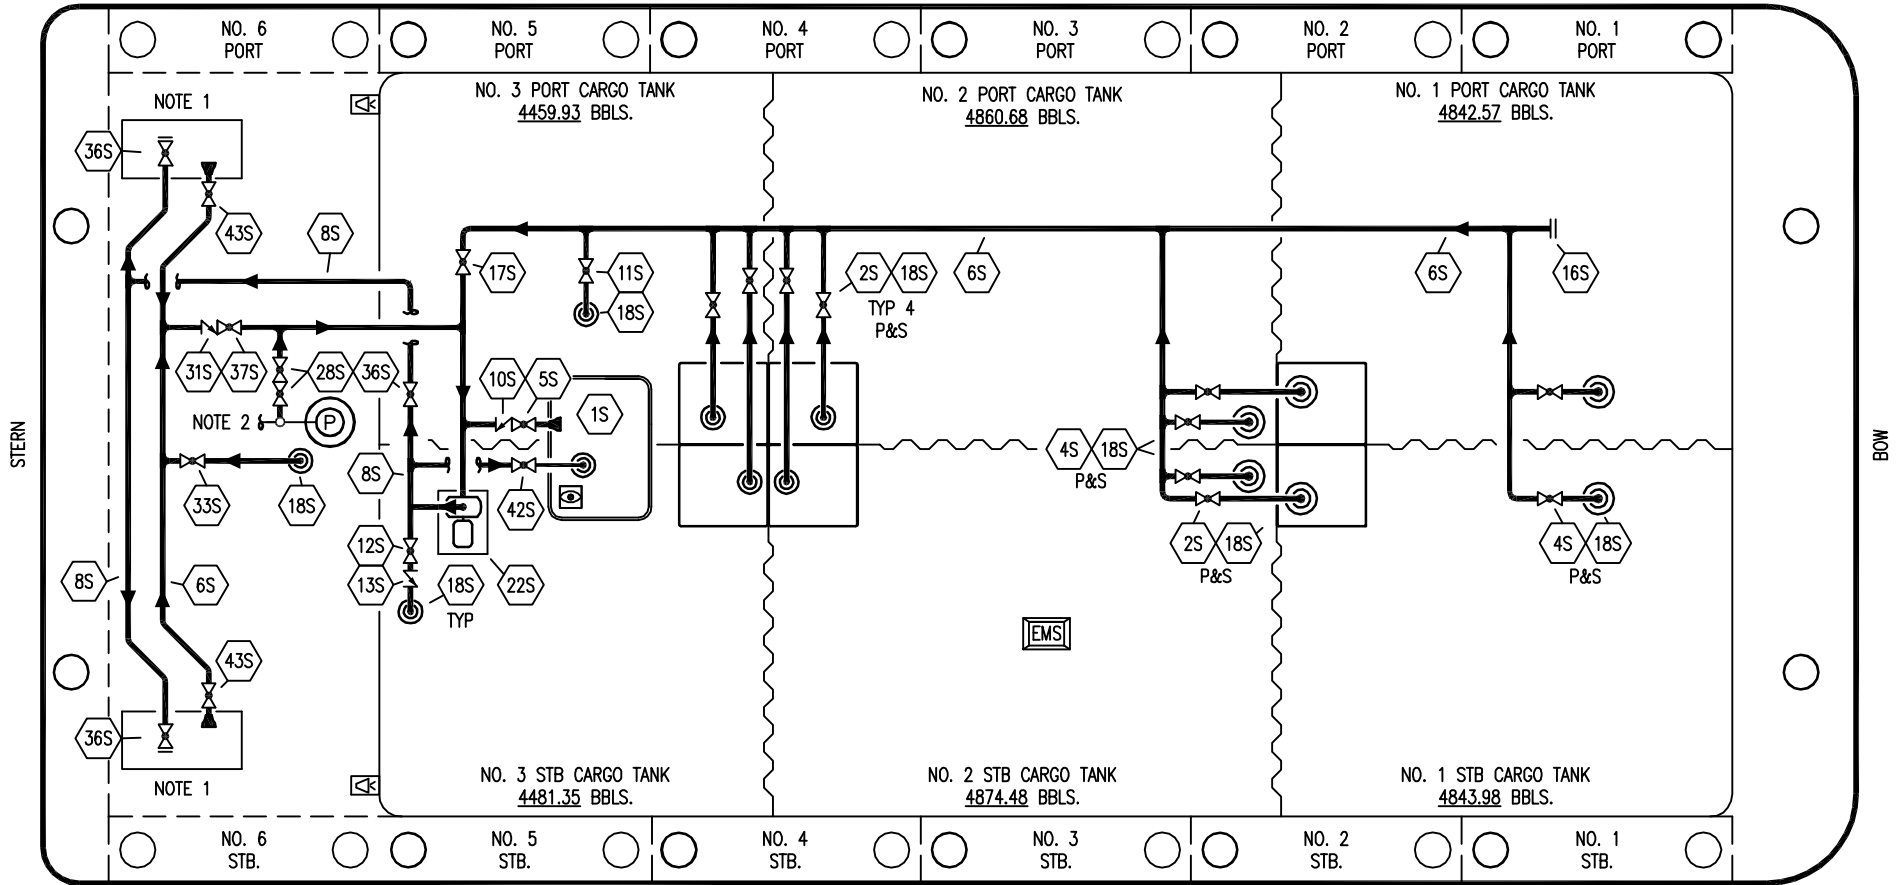 NO. 6
PORT
NO. 5
PORT
NO. 4
PORT
NO. 3
PORT
NO. 2
PORT
NO. 1
PORT
NOTE 1
NO. 3 PORT CARGO TANK
4459.93 BBLS.
NO. 2 PORT CARGO TANK
4860.68 BBLS.
NO. 1 PORT CARGO TANK
4842.57 BBLS.
36S
43S
8S
17S
11S
18S
2S
18S
TYP 4
P&S
6S
6S
16S
31S
37S
28S
36S
10S
5S
1S
NOTE 2
P
STERN
BOW
4S
18S
P&S
8S
33S
18S
42S
12S
13S
18S
TYP
22S
2S
18S
P&S
4S
18S
P&S
8S
6S
EMS
43S
36S
NOTE 1
NO. 3 STB CARGO TANK
4481.35 BBLS.
NO. 2 STB CARGO TANK
4874.48 BBLS.
NO. 1 STB CARGO TANK
4843.98 BBLS.
NO. 6
STB.
NO. 5
STB.
NO. 4
STB.
NO. 3
STB.
NO. 2
STB.
NO. 1
STB.